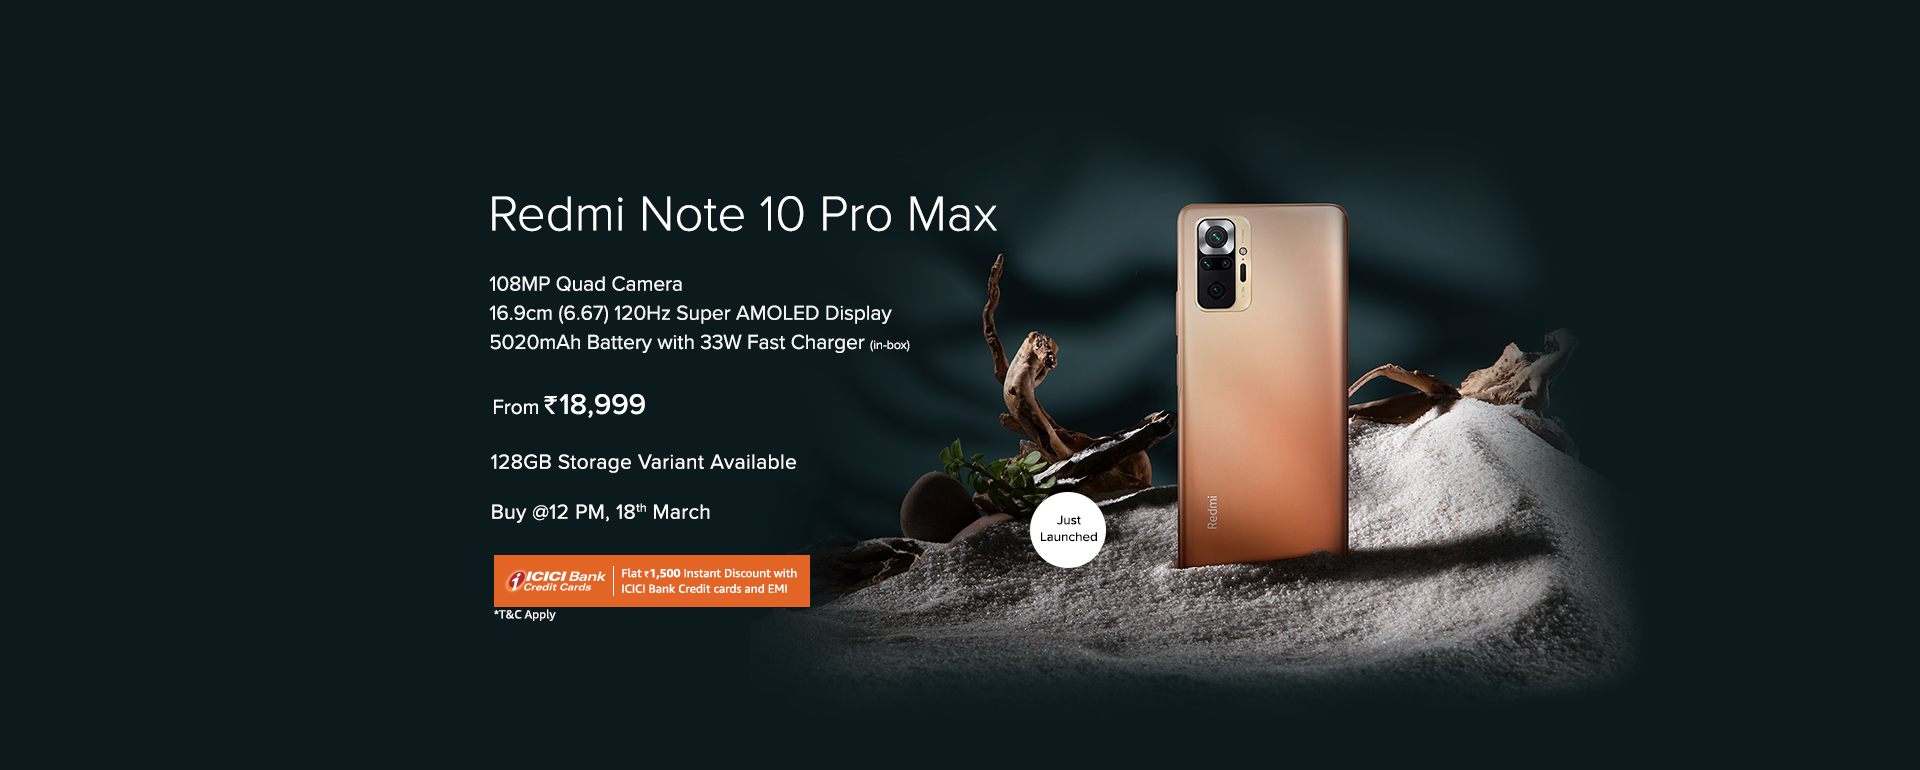 Redmi Note 10 Pro Max
108MP Quad Camera
16.9cm (6.67) 120Hz Super AMOLED Display
5020mAh Battery with 33W Fast Charger (in-box)
From ₹18,999
128GB Storage Variant Available
Buy @12 PM, 18th March
Just
Launched
Redmi
i ICICI Bank
Credit Cards
Flat ₹1,500 Instant Discount with
ICICI Bank Credit cards and EMI
*T&C Apply